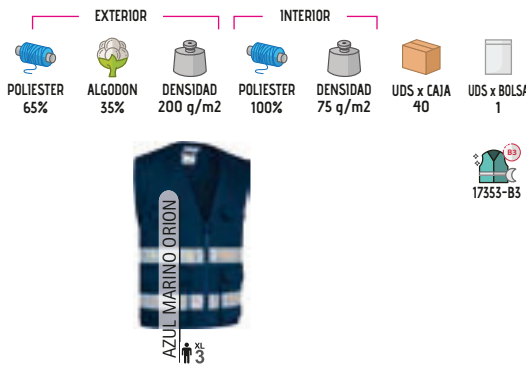 EXTERIOR
INTERIOR
POLIESTER
65%
ALGODON
35%
DENSIDAD
200 g/m2
POLIESTER
100%
DENSIDAD
75 g/m2
UDS x CAJA
40
UDS x BOLSA
1
B3
17353-B3
AZUL MARINO ORION
XL
3